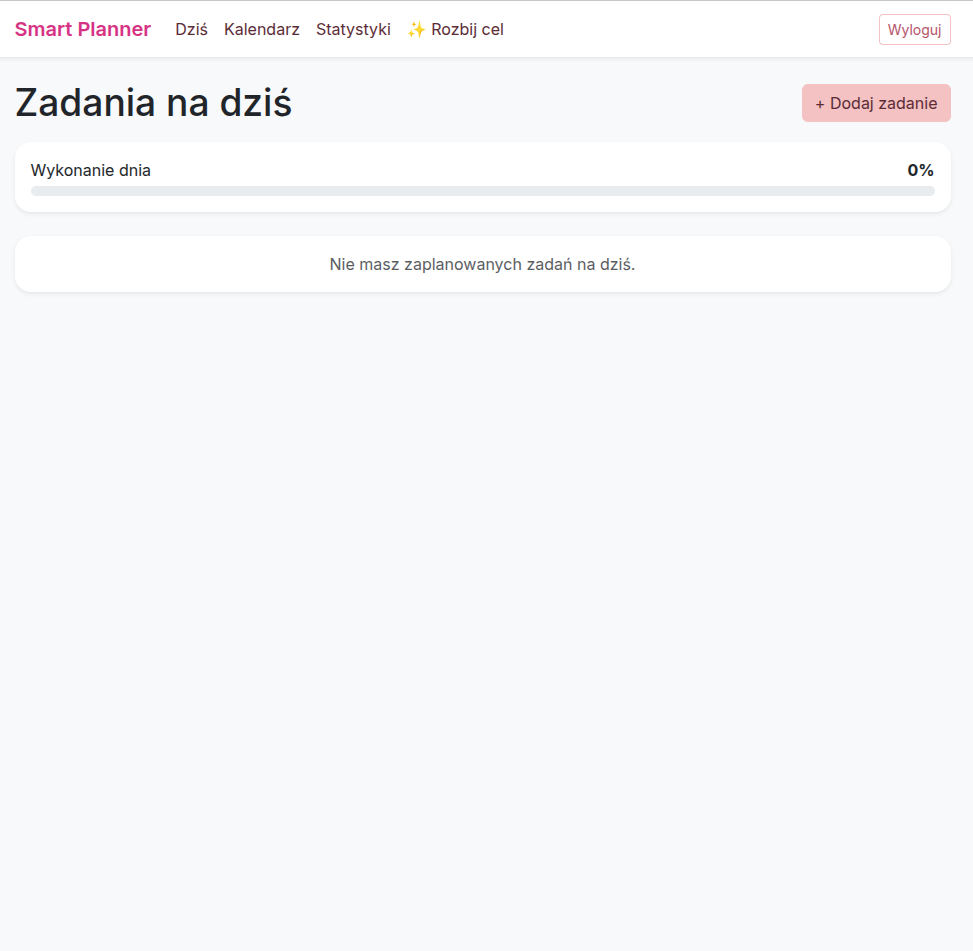 Smart Planner Dziś Kalendarz Statystyki ✨ Rozbij cel Wyloguj
Zadania na dziś + Dodaj zadanie
Wykonanie dnia 0%
Nie masz zaplanowanych zadań na dziś.